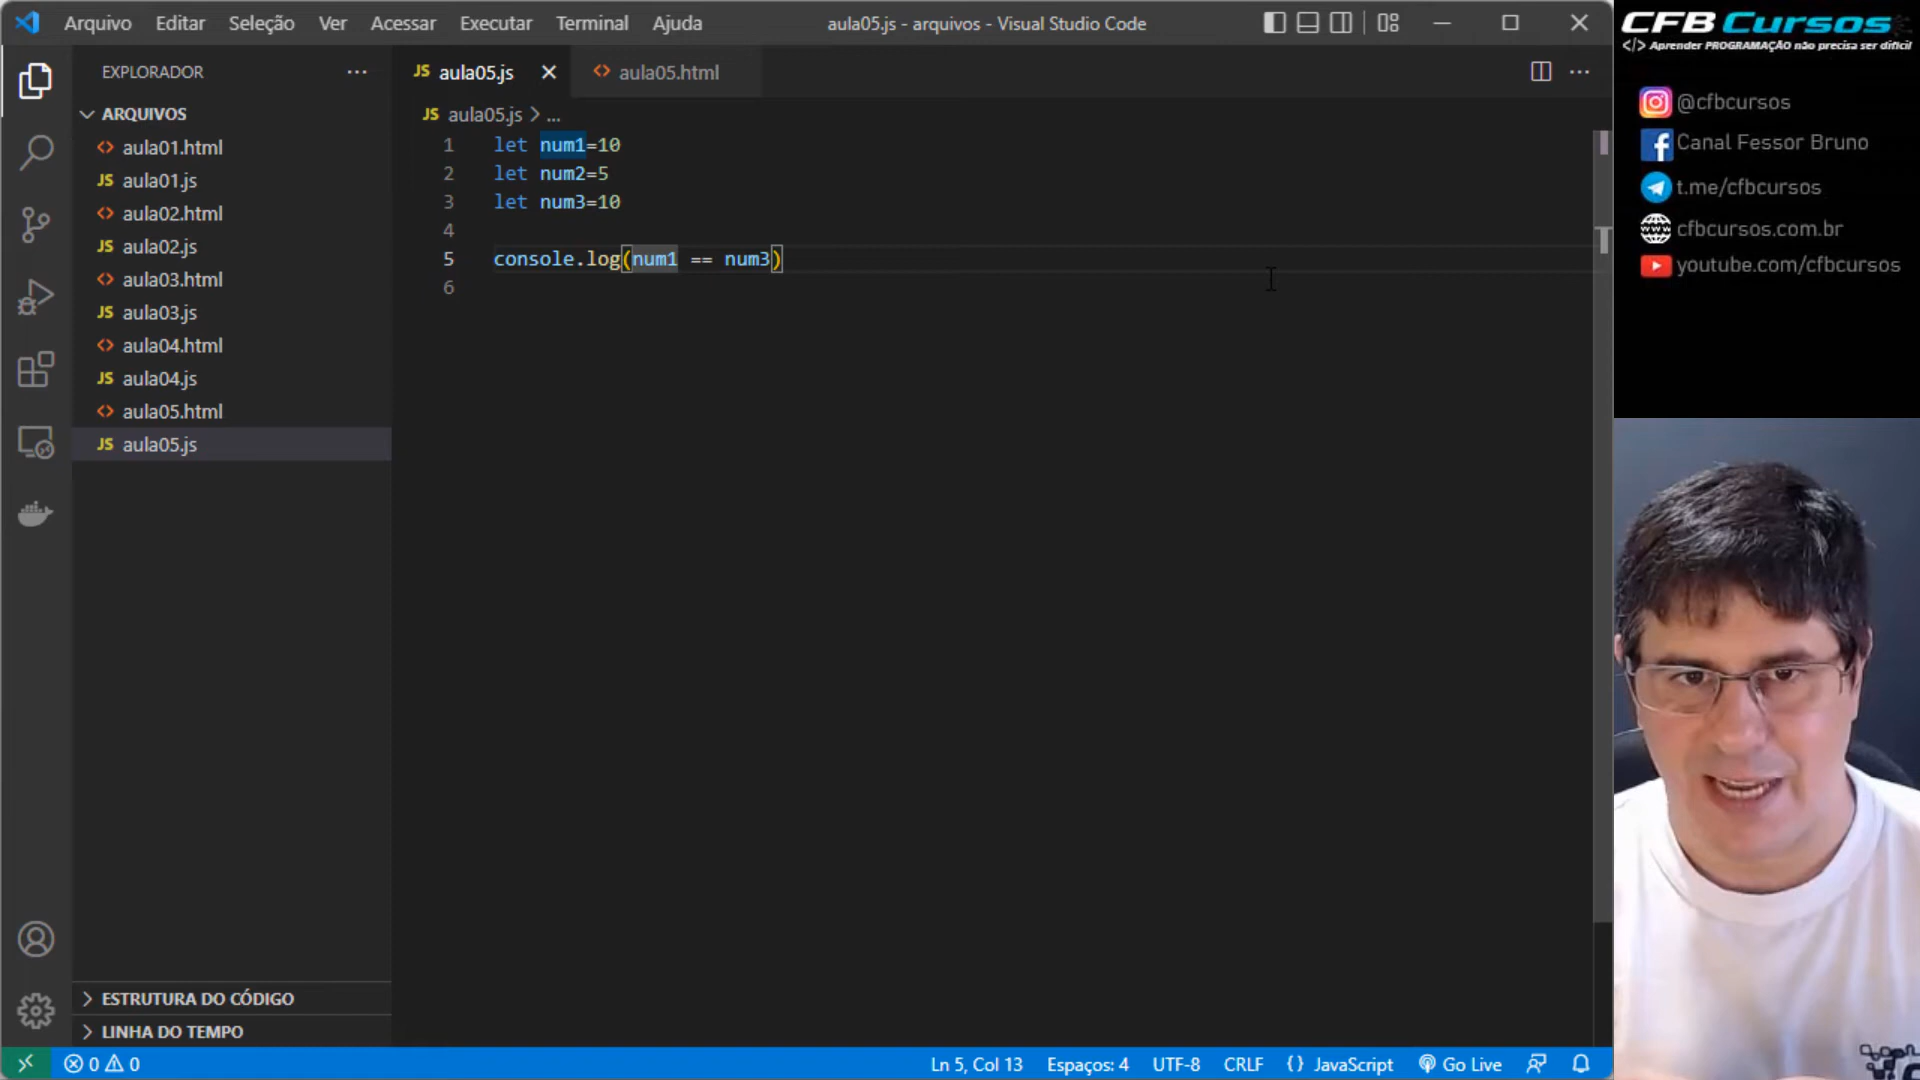 Arquivo Editar Seleção Ver Acessar Executar Terminal Ajuda
aula05.js - arquivos - Visual Studio Code
EXPLORADOR
ARQUIVOS
aula01.html
JS aula01.js
aula02.html
JS aula02.js
aula03.html
JS aula03.js
aula04.html
JS aula04.js
aula05.html
JS aula05.js
ESTRUTURA DO CÓDIGO
LINHA DO TEMPO
JS aula05.js
aula05.html
JS aula05.js > ...
1 let num1=10
2 let num2=5
3 let num3=10
4
5 console.log(num1 == num3)
6
0 0
Ln 5, Col 13 Espaços: 4 UTF-8 CRLF {} JavaScript Go Live
CFB Cursos
</> Aprender PROGRAMAÇÃO não precisa ser difícil
@cfbcursos
Canal Fessor Bruno
t.me/cfbcursos
cfbcursos.com.br
youtube.com/cfbcursos